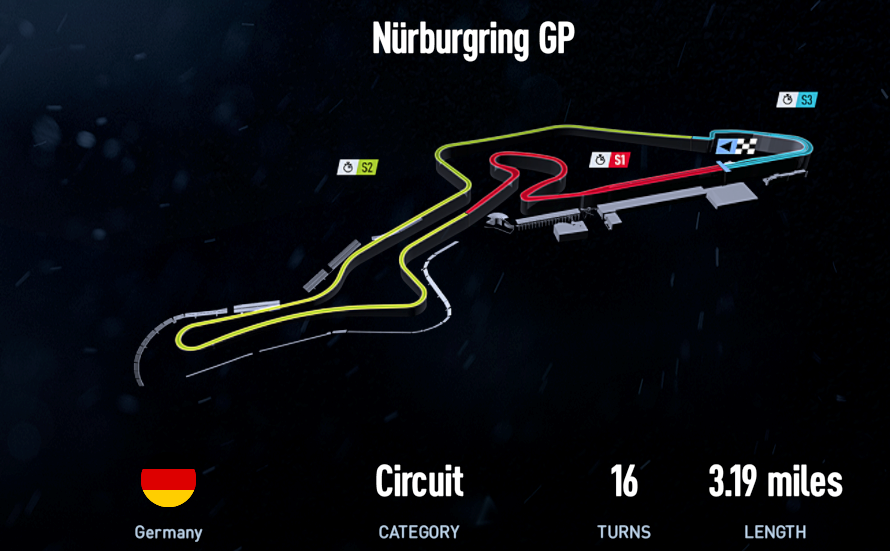 Nürburgring GP
S3
S1
S2
Circuit 16 3.19 miles
Germany CATEGORY TURNS LENGTH